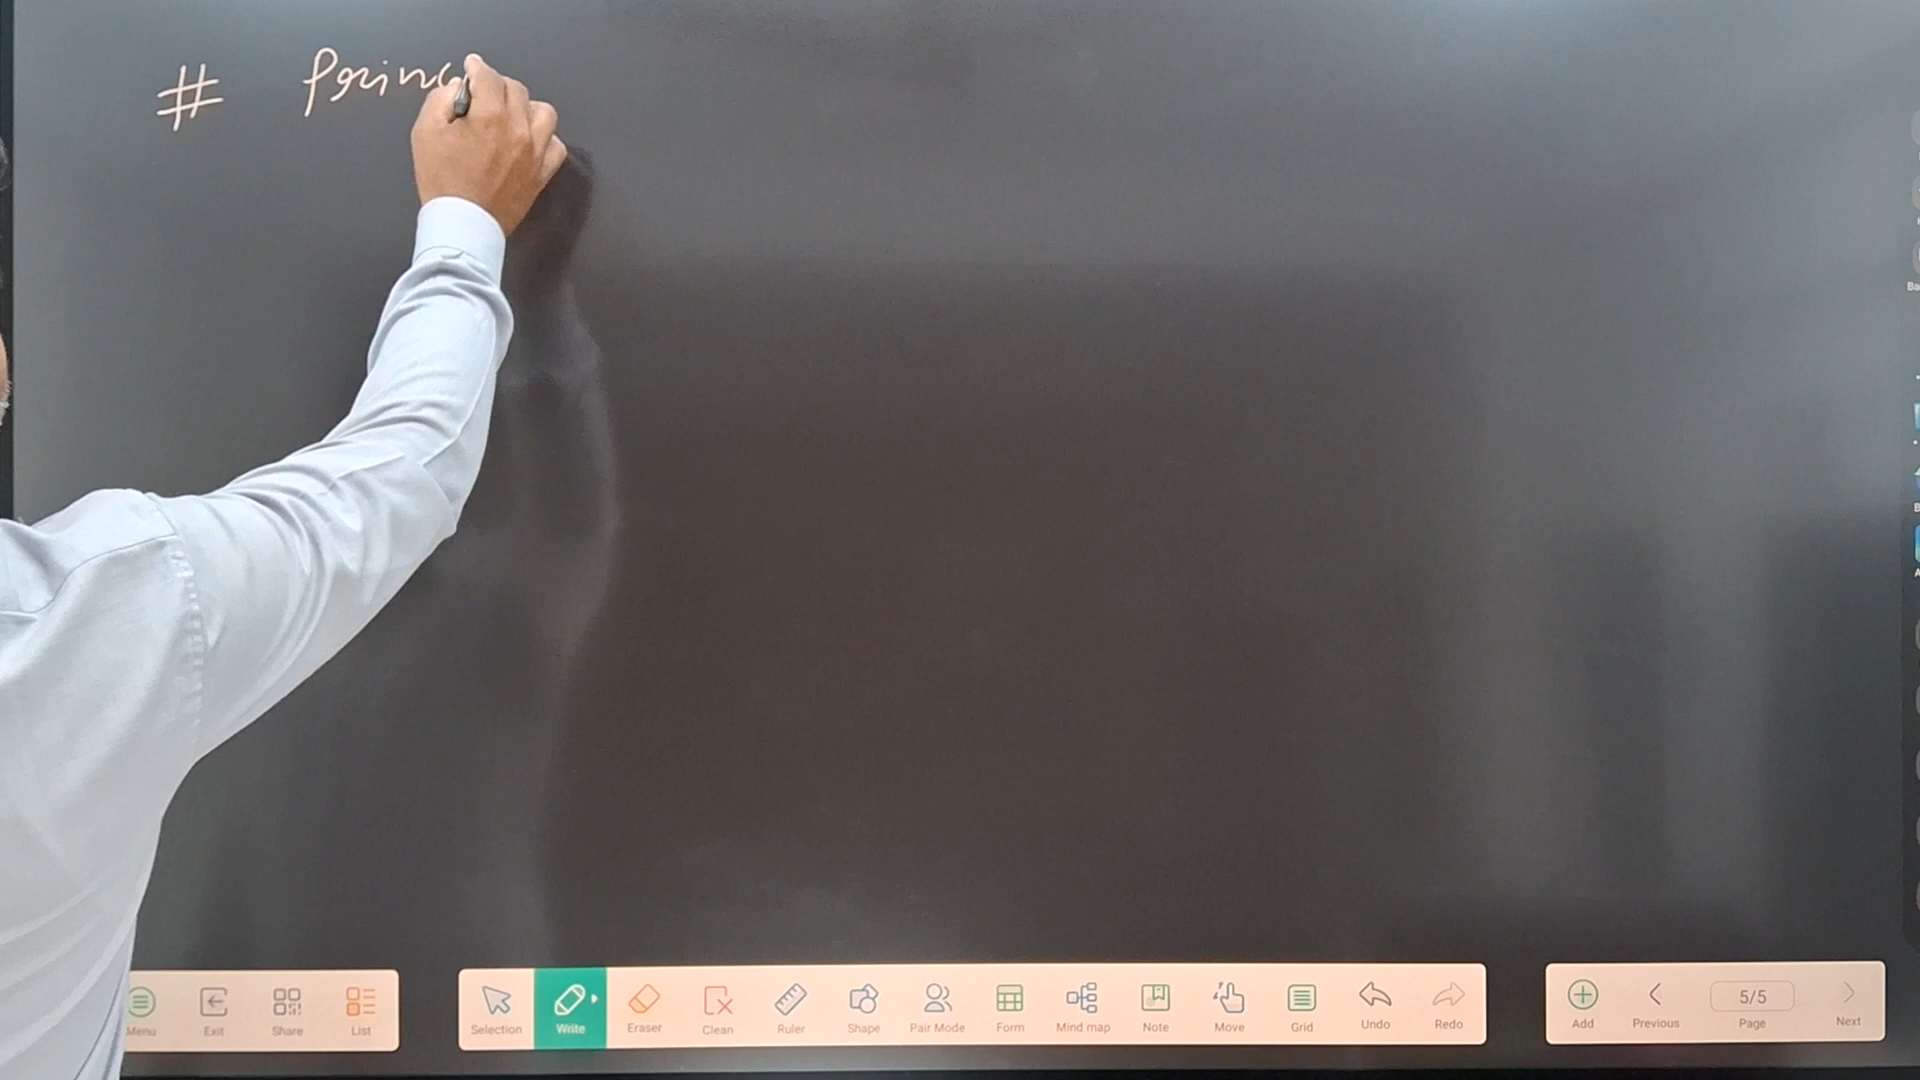 # Princ
Menu Exit Share List Selection Write Eraser Clean Ruler Shape Pair Mode Form Mind map Note Move Grid Undo Redo Add Previous 5/5 Page Next